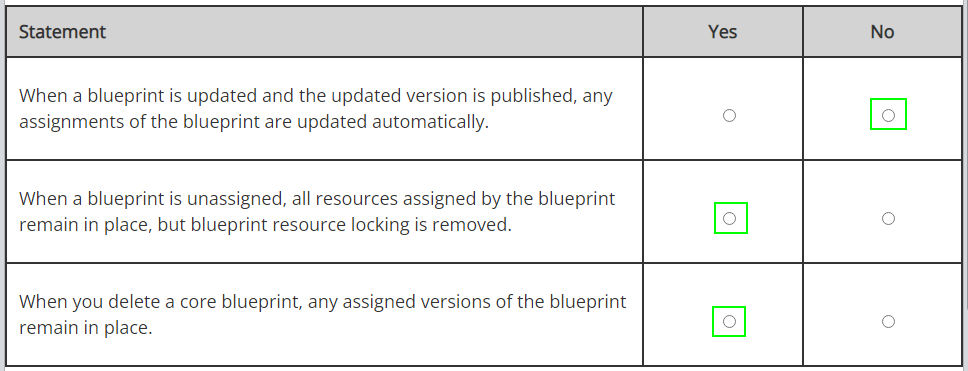 Statement Yes No
When a blueprint is updated and the updated version is published, any
assignments of the blueprint are updated automatically.
When a blueprint is unassigned, all resources assigned by the blueprint
remain in place, but blueprint resource locking is removed.
When you delete a core blueprint, any assigned versions of the blueprint
remain in place.